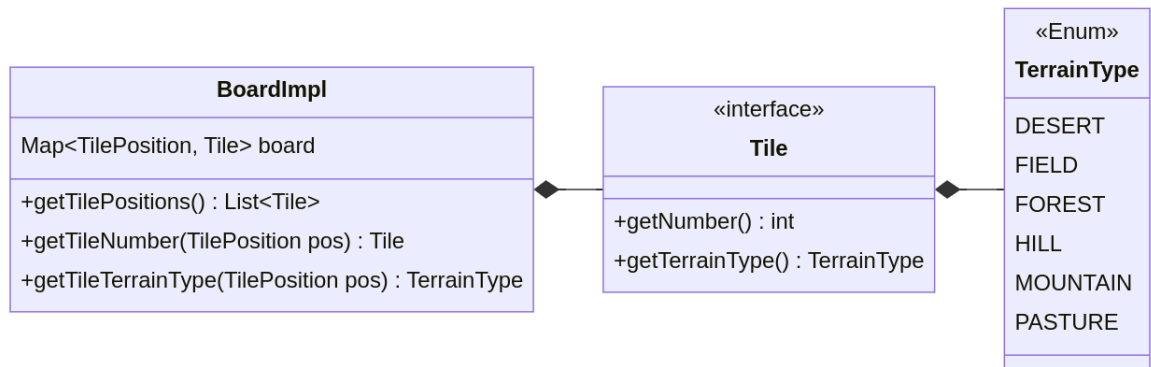 BoardImpl
Map<TilePosition, Tile> board
+getTilePositions() : List<Tile>
+getTileNumber(TilePosition pos) : Tile
+getTileTerrainType(TilePosition pos) : TerrainType
«interface»
Tile
+getNumber() : int
+getTerrainType() : TerrainType
«Enum»
TerrainType
DESERT
FIELD
FOREST
HILL
MOUNTAIN
PASTURE